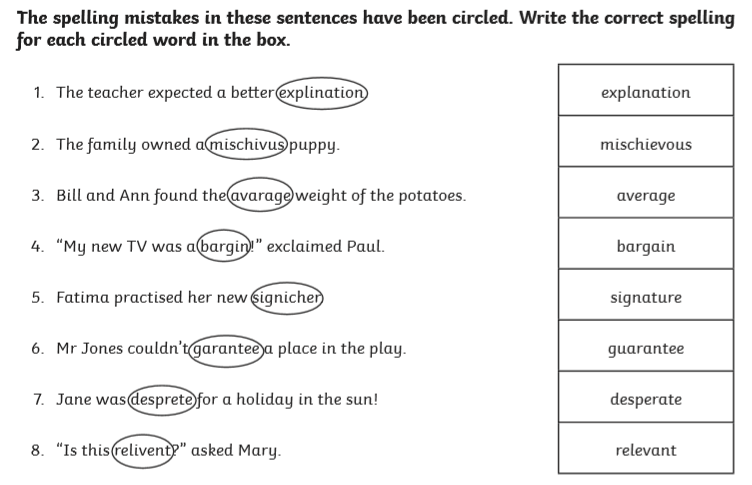 The spelling mistakes in these sentences have been circled. Write the correct spelling
for each circled word in the box.
1. The teacher expected a better explination explanation
2. The family owned a mischivus puppy. mischievous
3. Bill and Ann found the avarage weight of the potatoes. average
4. “My new TV was a bargin!” exclaimed Paul. bargain
5. Fatima practised her new signicher signature
6. Mr Jones couldn't garantee a place in the play. guarantee
7. Jane was desprete for a holiday in the sun! desperate
8. “Is this relivent?” asked Mary. relevant